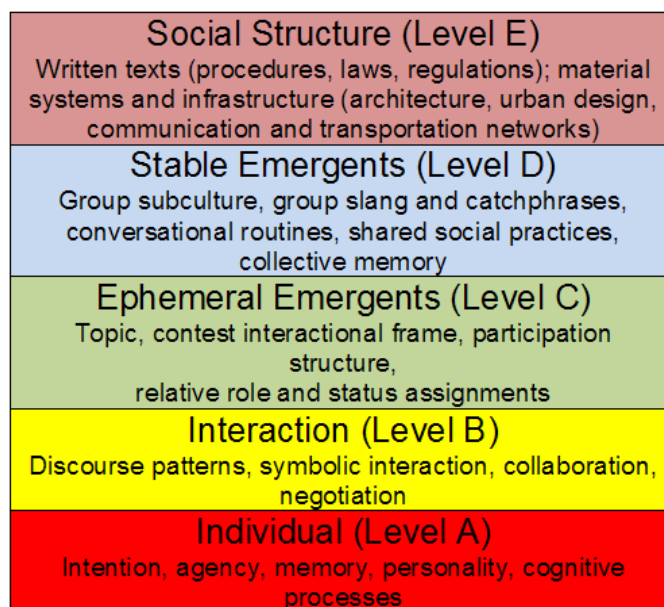 Social Structure (Level E)
Written texts (procedures, laws, regulations); material
systems and infrastructure (architecture, urban design,
communication and transportation networks)
Stable Emergents (Level D)
Group subculture, group slang and catchphrases,
conversational routines, shared social practices,
collective memory
Ephemeral Emergents (Level C)
Topic, contest interactional frame, participation
structure,
relative role and status assignments
Interaction (Level B)
Discourse patterns, symbolic interaction, collaboration,
negotiation
Individual (Level A)
Intention, agency, memory, personality, cognitive
processes